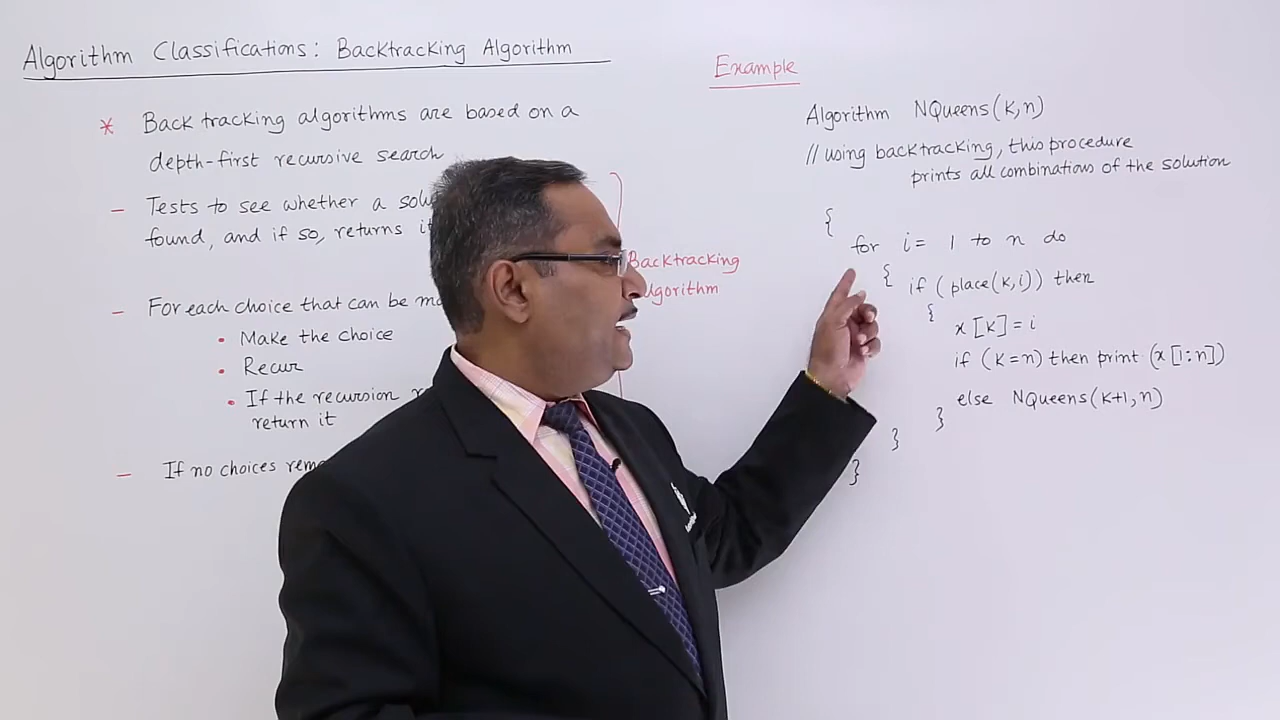 Algorithm Classifications: Backtracking Algorithm
* Back tracking algorithms are based on a
depth-first recursive search
- Tests to see whether a
found, and if so, returns
- For each choice that can be
• Make the choice
• Recur
• If the recursion
return it
- If no choices
Backtracking
Example
Algorithm NQueens(k,n)
// using backtracking, this procedure
prints all combinations of the solution
{
for i = 1 to n do
{ if (place(k,i)) then
{
x[k]=i
if (k=n) then print (x[1:n])
else NQueens(k+1,n)
}
}
}